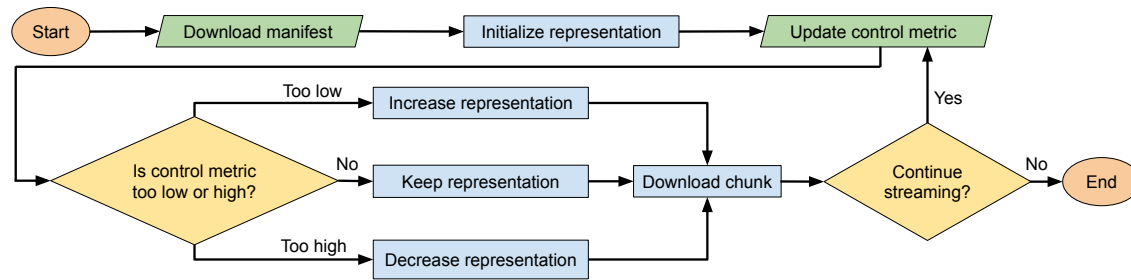 Start
Download manifest
Initialize representation
Update control metric
Too low
Increase representation
Yes
Is control metric
too low or high?
No
Keep representation
Download chunk
Continue
streaming?
No
End
Too high
Decrease representation